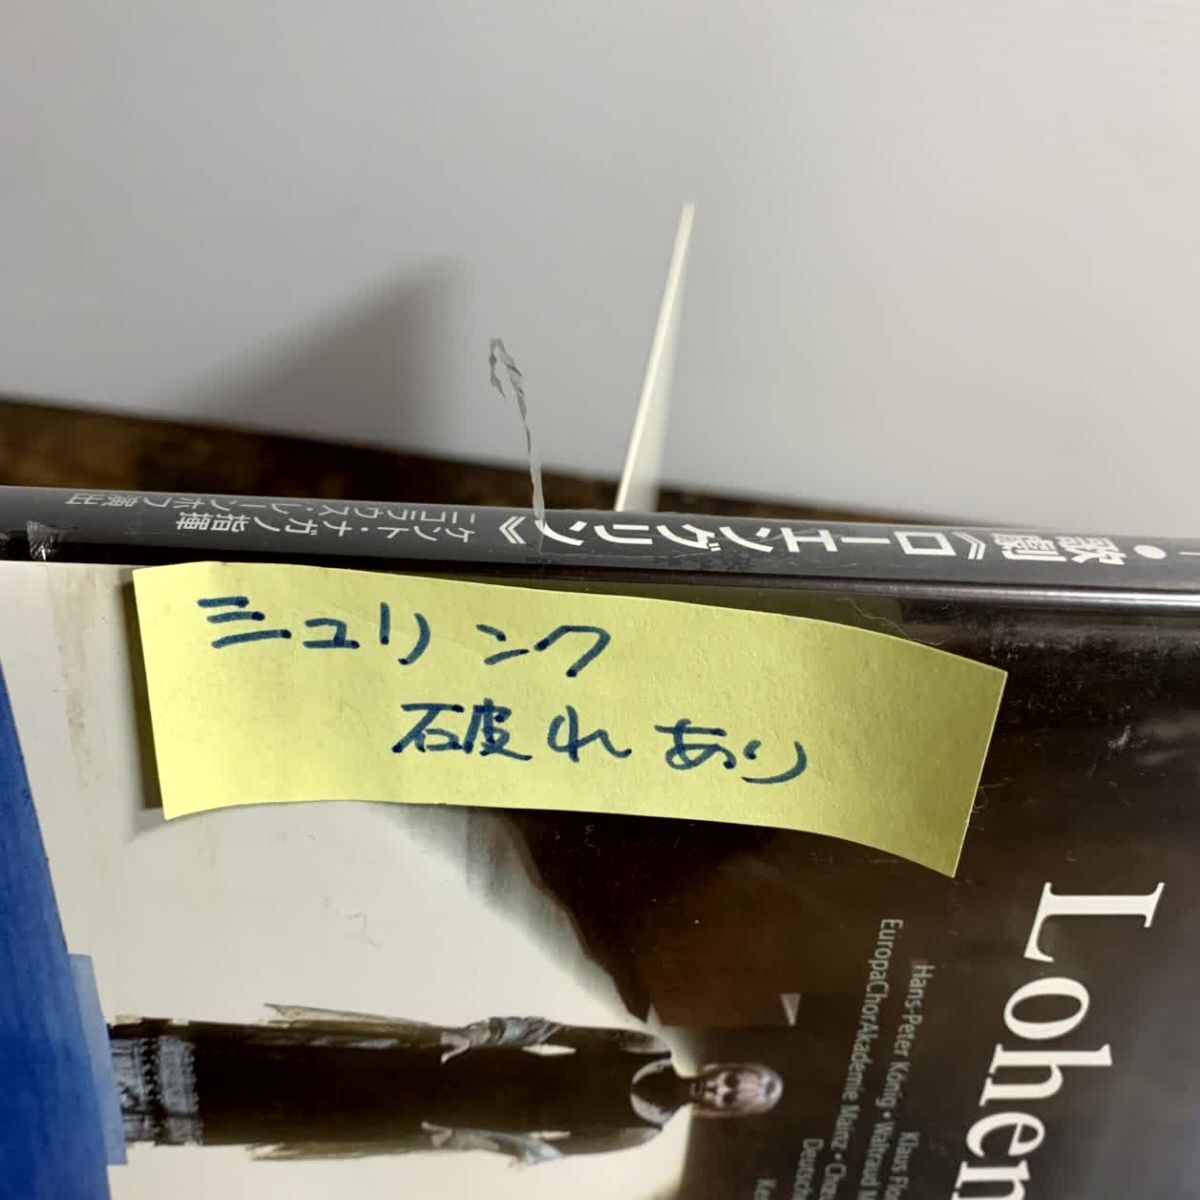 シュリンク
破れあり
歌劇《ローエングリン》
ケント・ナガノ指揮
ニコラウス・レーンホフ演出
Lohen
Hans-Peter König • Waltraud
EuropaChorAkademie Mainz •
Klaus Flo
Deutsche